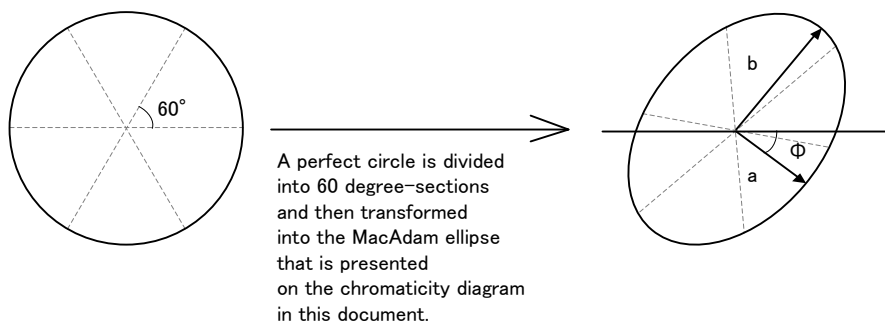 60°
A perfect circle is divided
into 60 degree-sections
and then transformed
into the MacAdam ellipse
that is presented
on the chromaticity diagram
in this document.
b
Φ
a